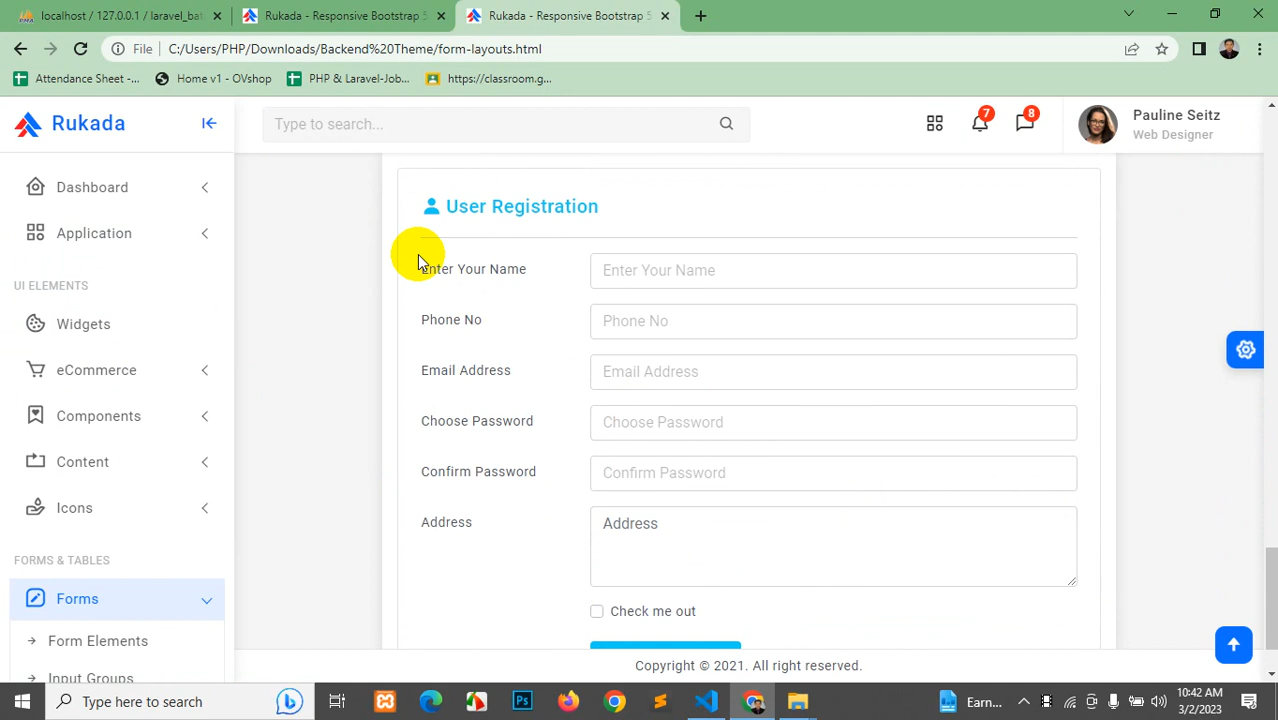 localhost / 127.0.0.1 / laravel_bat
Rukada - Responsive Bootstrap 5
Rukada - Responsive Bootstrap 5
File
C:/Users/PHP/Downloads/Backend%20Theme/form-layouts.html
Attendance Sheet -...
Home v1 - OVshop
PHP & Laravel-Job...
https://classroom.g...
Rukada
Type to search...
7
8
Pauline Seitz
Web Designer
Dashboard
Application
UI ELEMENTS
Widgets
eCommerce
Components
Content
Icons
FORMS & TABLES
Forms
Form Elements
Input Groups
User Registration
Enter Your Name
Enter Your Name
Phone No
Phone No
Email Address
Email Address
Choose Password
Choose Password
Confirm Password
Confirm Password
Address
Address
Check me out
Copyright © 2021. All right reserved.
Type here to search
Ps
Earn...
10:42 AM
3/2/2023